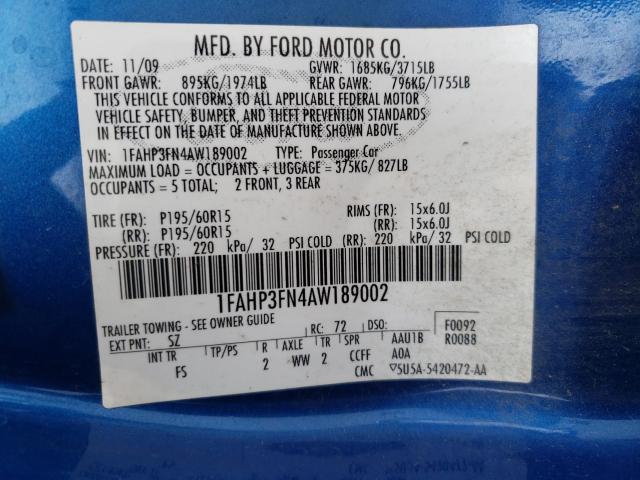 MFD. BY FORD MOTOR CO.
DATE: 11/09 GVWR: 1685KG/3715LB
FRONT GAWR: 895KG/1974LB REAR GAWR: 796KG/1755LB
THIS VEHICLE CONFORMS TO ALL APPLICABLE FEDERAL MOTOR
VEHICLE SAFETY, BUMPER, AND THEFT PREVENTION STANDARDS
IN EFFECT ON THE DATE OF MANUFACTURE SHOWN ABOVE.
VIN: 1FAHP3FN4AW189002 TYPE: Passenger Car
MAXIMUM LOAD = OCCUPANTS + LUGGAGE = 375KG/ 827LB
OCCUPANTS = 5 TOTAL; 2 FRONT, 3 REAR
TIRE (FR): P195/60R15 RIMS (FR): 15x6.0J
(RR): P195/60R15 (RR): 15x6.0J
PRESSURE (FR): 220 kPa/ 32 PSI COLD (RR): 220 kPa/ 32 PSI COLD
1FAHP3FN4AW189002
TRAILER TOWING - SEE OWNER GUIDE
EXT PNT: SZ RC: 72 DSO: F0092
INT TR TP/PS R AXLE TR SPR AAU1B R0088
FS 2 WW 2 CCFF A0A
CMC ▽5U5A-5420472-AA